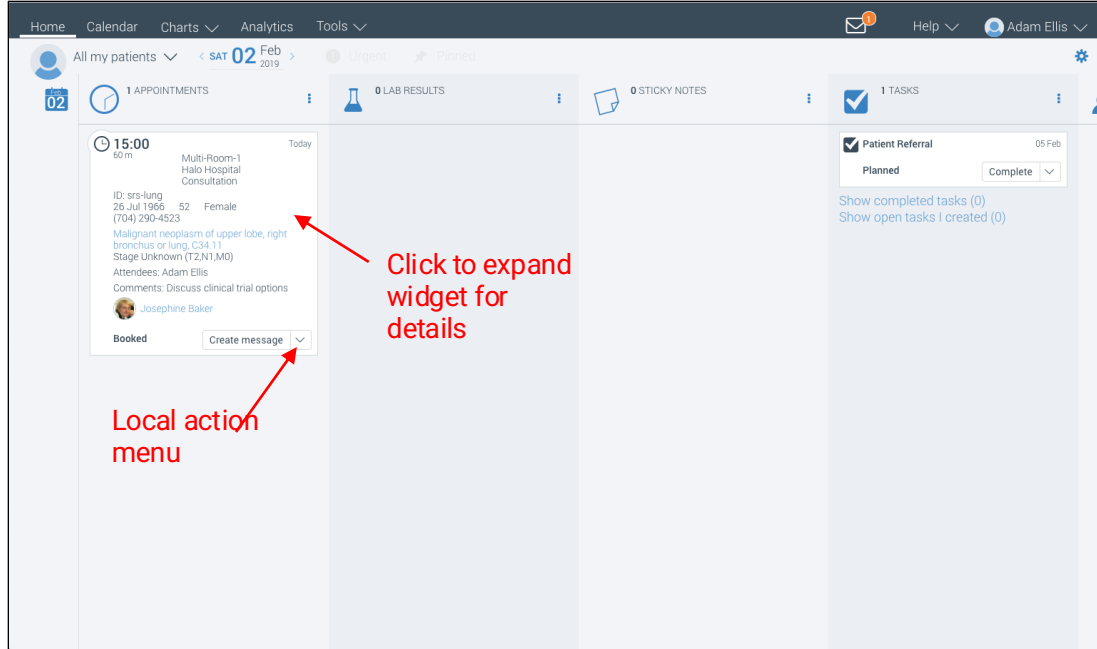 Home Calendar Charts Analytics Tools 1 Help Adam Ellis
All my patients < SAT 02 Feb 2019 > Urgent Pinned
Feb
02
1 APPOINTMENTS
0 LAB RESULTS
0 STICKY NOTES
1 TASKS
15:00 Today
60 m
Multi-Room-1
Halo Hospital
Consultation
ID: srs-lung
26 Jul 1966 52 Female
(704) 290-4523
Malignant neoplasm of upper lobe, right
bronchus or lung, C34.11
Stage Unknown (T2,N1,M0)
Attendees: Adam Ellis
Comments: Discuss clinical trial options
Josephine Baker
Booked Create message
Patient Referral 05 Feb
Planned Complete
Show completed tasks (0)
Show open tasks I created (0)
Click to expand
widget for
details
Local action
menu